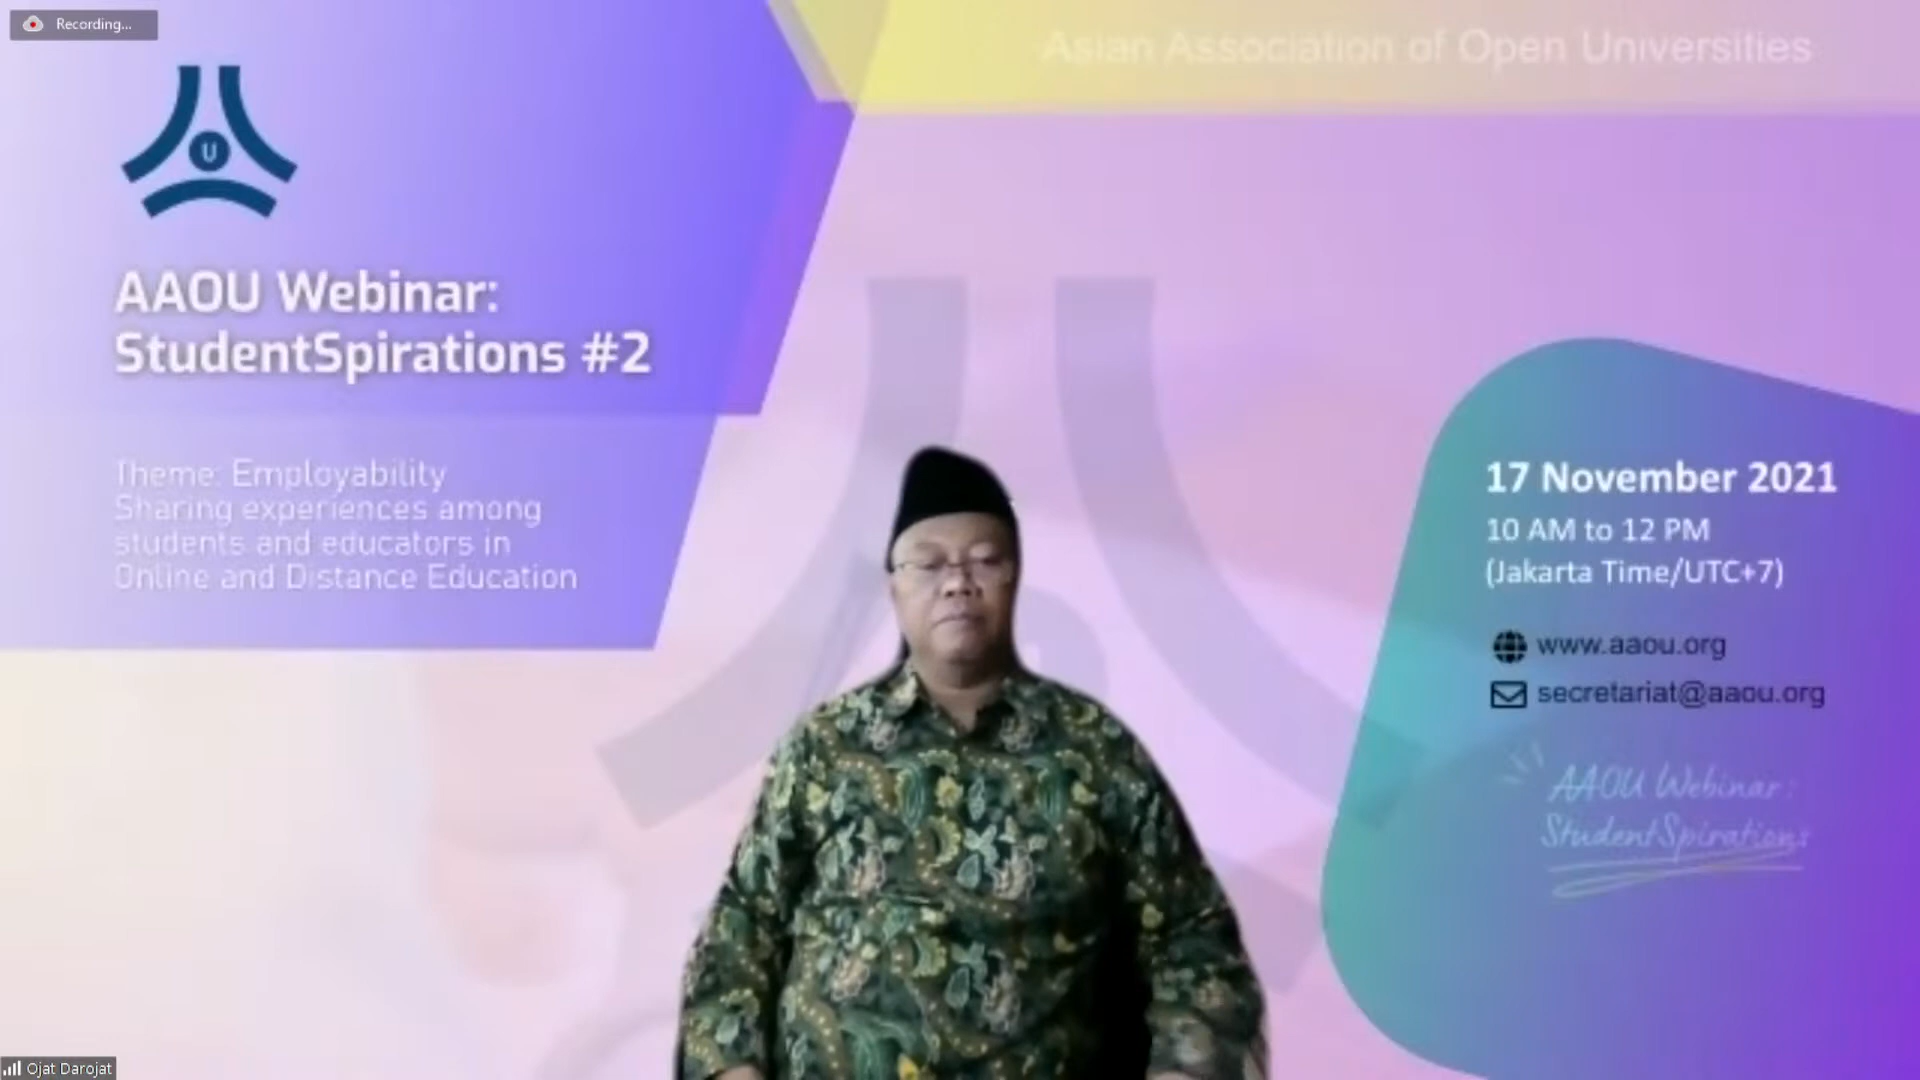 Recording...
Asian Association of Open Universities
U
AAOU Webinar:
StudentSpirations #2
Theme: Employability
Sharing experiences among
students and educators in
Online and Distance Education
17 November 2021
10 AM to 12 PM
(Jakarta Time/UTC+7)
www.aaou.org
secretariat@aaou.org
AAOU Webinar:
StudentSpirations
Ojat Darojat